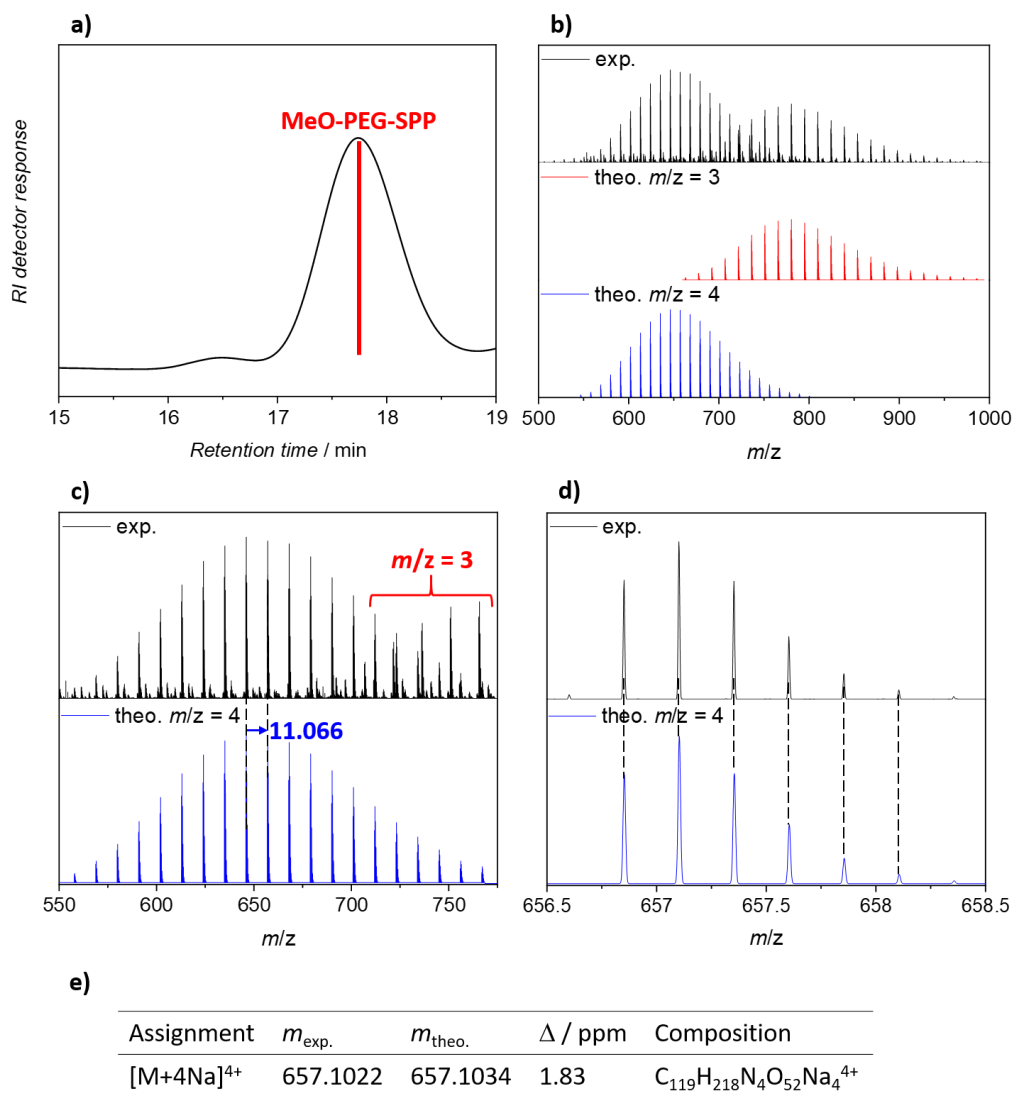 a)
MeO-PEG-SPP
RI detector response
15 16 17 18 19
Retention time / min
b)
exp.
theo. m/z = 3
theo. m/z = 4
500 600 700 800 900 1000
m/z
c)
exp.
m/z = 3
theo. m/z = 4
11.066
550 600 650 700 750
m/z
d)
exp.
theo. m/z = 4
656.5 657 657.5 658 658.5
m/z
e)
Assignment m_exp. m_theo. Δ / ppm Composition
[M+4Na]⁴⁺ 657.1022 657.1034 1.83 C₁₁₉H₂₁₈N₄O₅₂Na₄⁴⁺